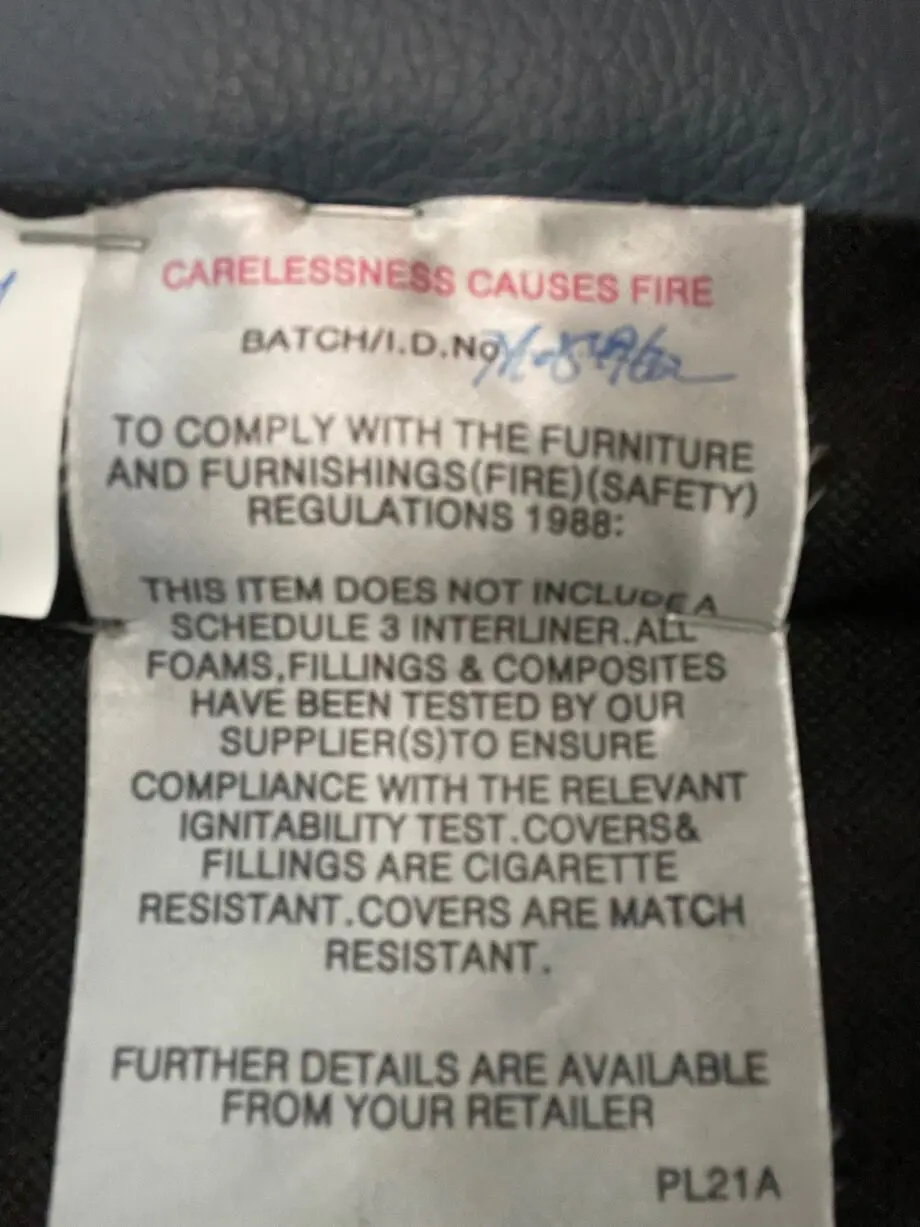 CARELESSNESS CAUSES FIRE
BATCH/I.D.No
TO COMPLY WITH THE FURNITURE
AND FURNISHINGS(FIRE)(SAFETY)
REGULATIONS 1988:
THIS ITEM DOES NOT INCLUDE A
SCHEDULE 3 INTERLINER.ALL
FOAMS,FILLINGS & COMPOSITES
HAVE BEEN TESTED BY OUR
SUPPLIER(S)TO ENSURE
COMPLIANCE WITH THE RELEVANT
IGNITABILITY TEST.COVERS&
FILLINGS ARE CIGARETTE
RESISTANT.COVERS ARE MATCH
RESISTANT.
FURTHER DETAILS ARE AVAILABLE
FROM YOUR RETAILER
PL21A